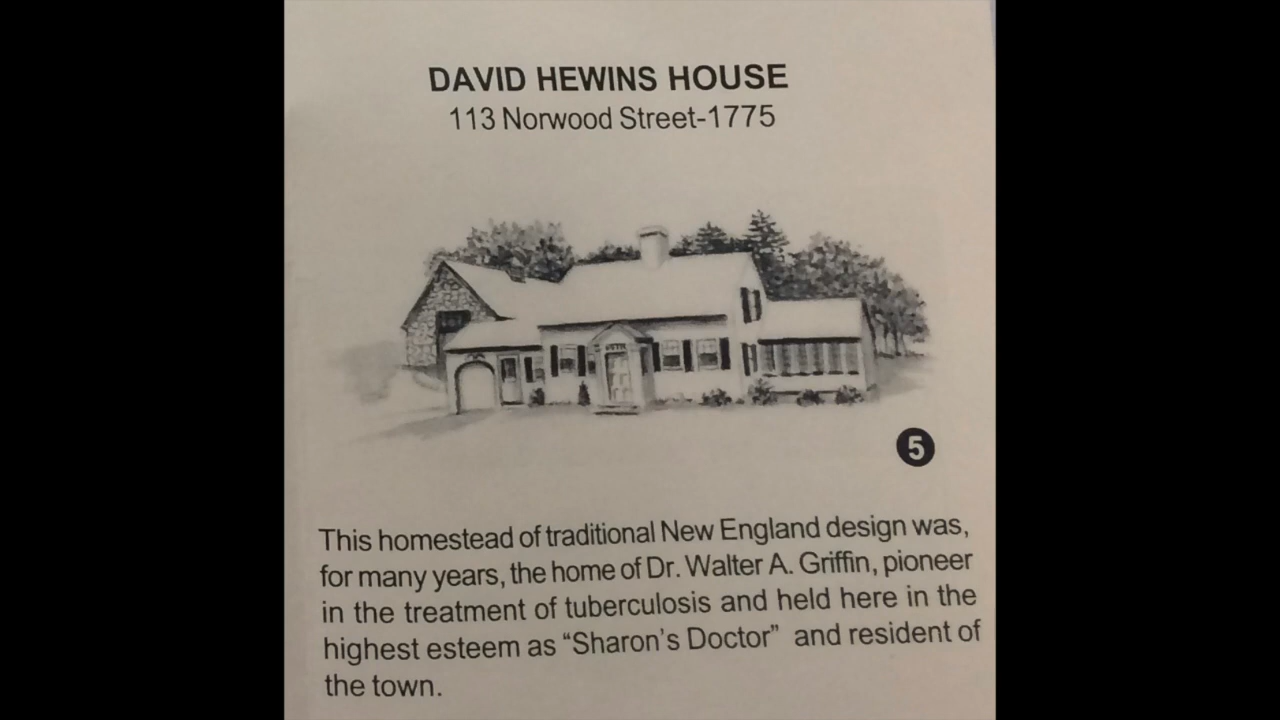 DAVID HEWINS HOUSE
113 Norwood Street-1775
5
This homestead of traditional New England design was,
for many years, the home of Dr. Walter A. Griffin, pioneer
in the treatment of tuberculosis and held here in the
highest esteem as “Sharon’s Doctor” and resident of
the town.